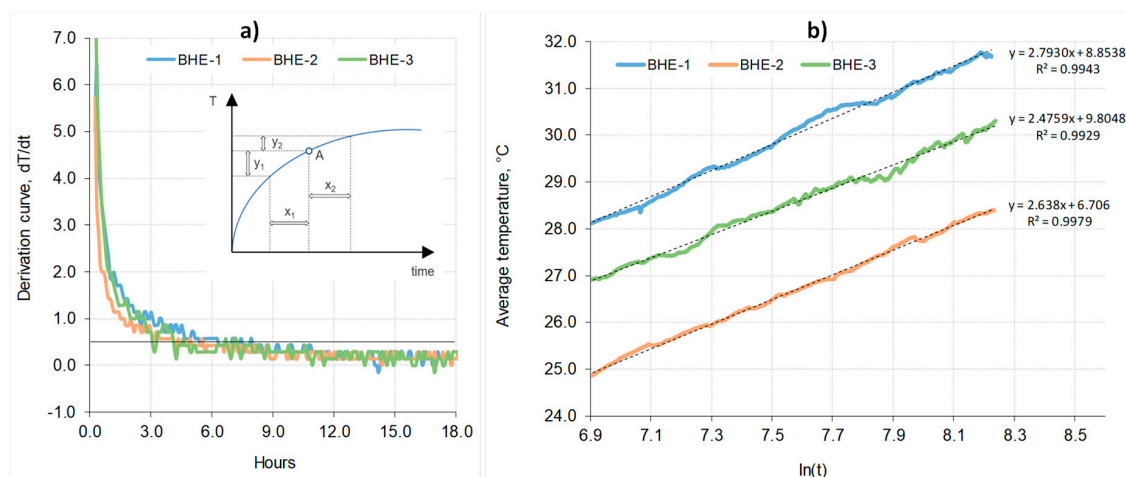 a)
Derivation curve, dT/dt
7.0
6.0
5.0
4.0
3.0
2.0
1.0
0.0
-1.0
BHE-1 BHE-2 BHE-3
T
y2
y1
A
x2
x1
time
0.0 3.0 6.0 9.0 12.0 15.0 18.0
Hours
b)
Average temperature, °C
32.0
31.0
30.0
29.0
28.0
27.0
26.0
25.0
24.0
BHE-1 BHE-2 BHE-3
y = 2.7930x + 8.8538
R² = 0.9943
y = 2.4759x + 9.8048
R² = 0.9929
y = 2.638x + 6.706
R² = 0.9979
6.9 7.1 7.3 7.5 7.7 7.9 8.1 8.3 8.5
ln(t)